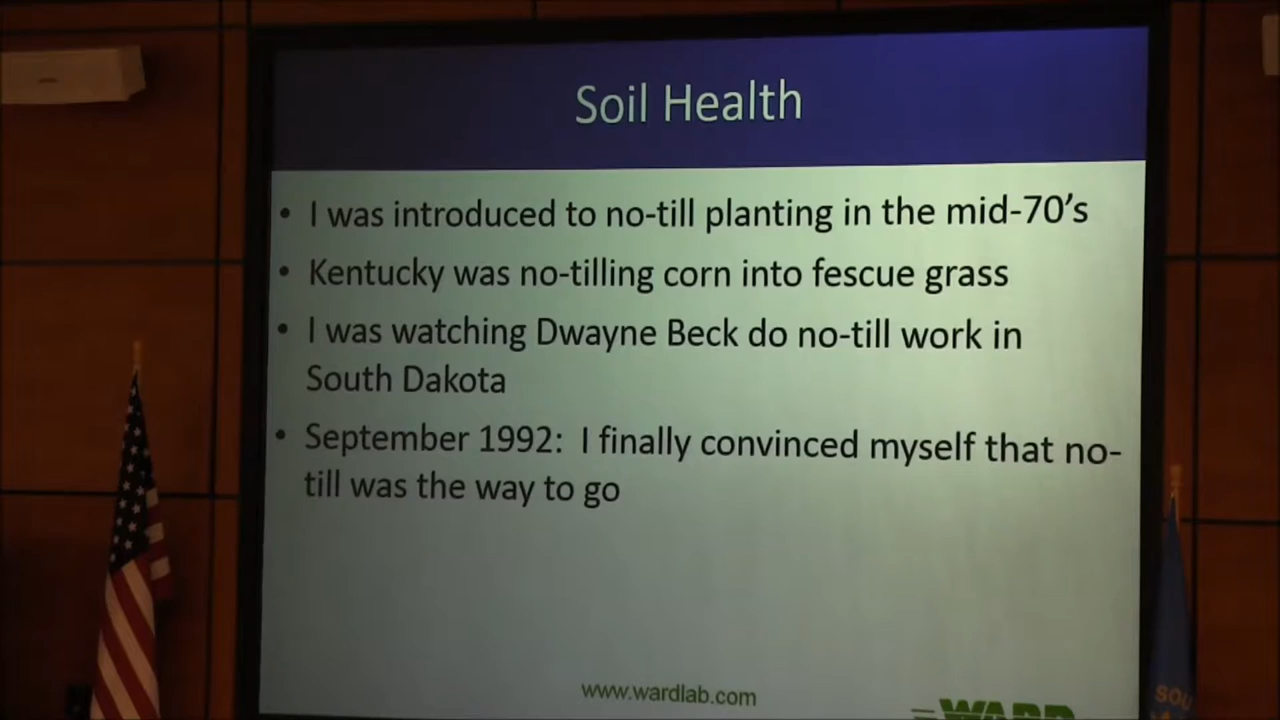 Soil Health
• I was introduced to no-till planting in the mid-70's
• Kentucky was no-tilling corn into fescue grass
• I was watching Dwayne Beck do no-till work in
South Dakota
• September 1992: I finally convinced myself that no-
till was the way to go
www.wardlab.com
WARD
SOU